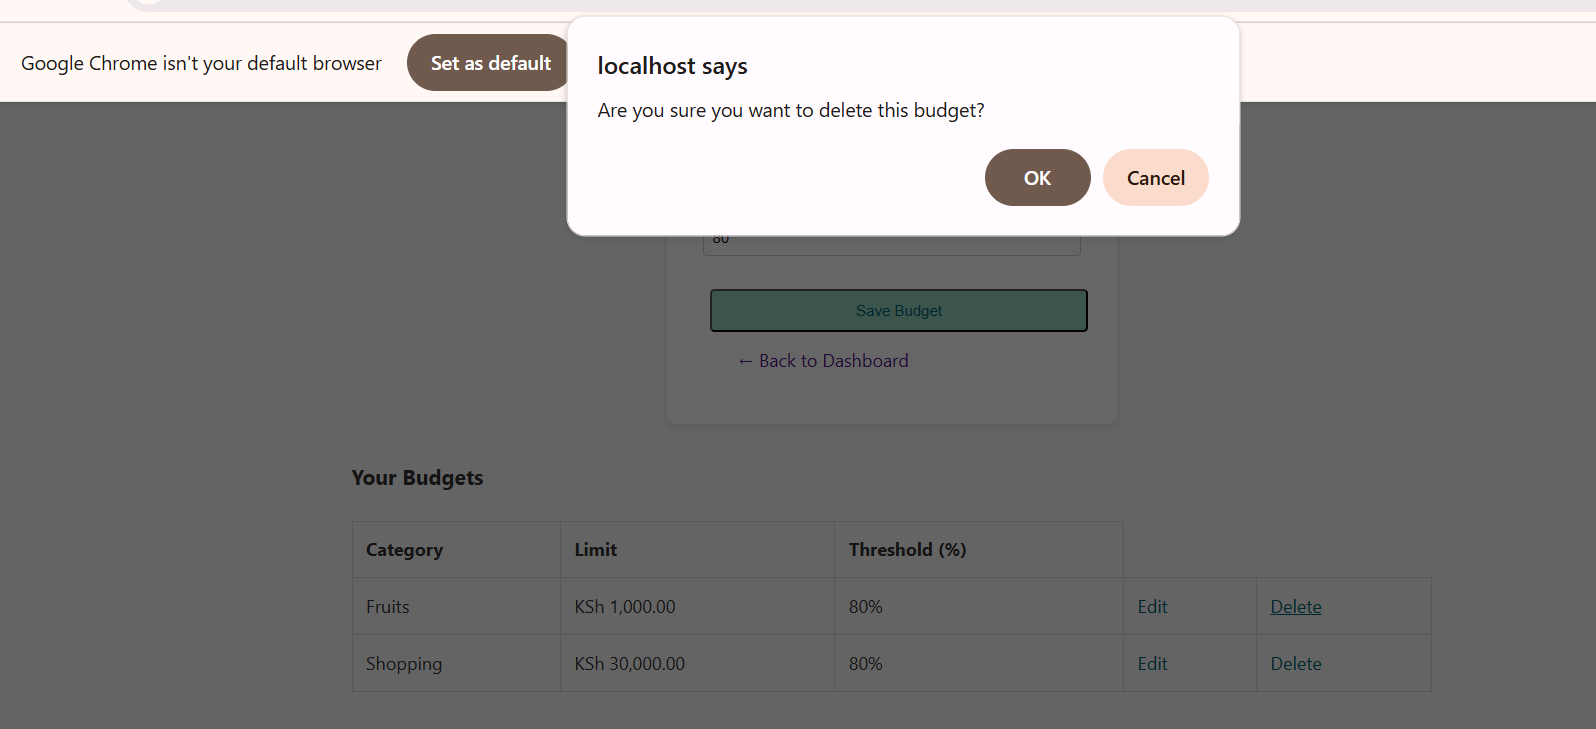 Google Chrome isn't your default browser
Set as default
localhost says
Are you sure you want to delete this budget?
OK
Cancel
80
Save Budget
← Back to Dashboard
Your Budgets
Category Limit Threshold (%)
Fruits KSh 1,000.00 80% Edit Delete
Shopping KSh 30,000.00 80% Edit Delete